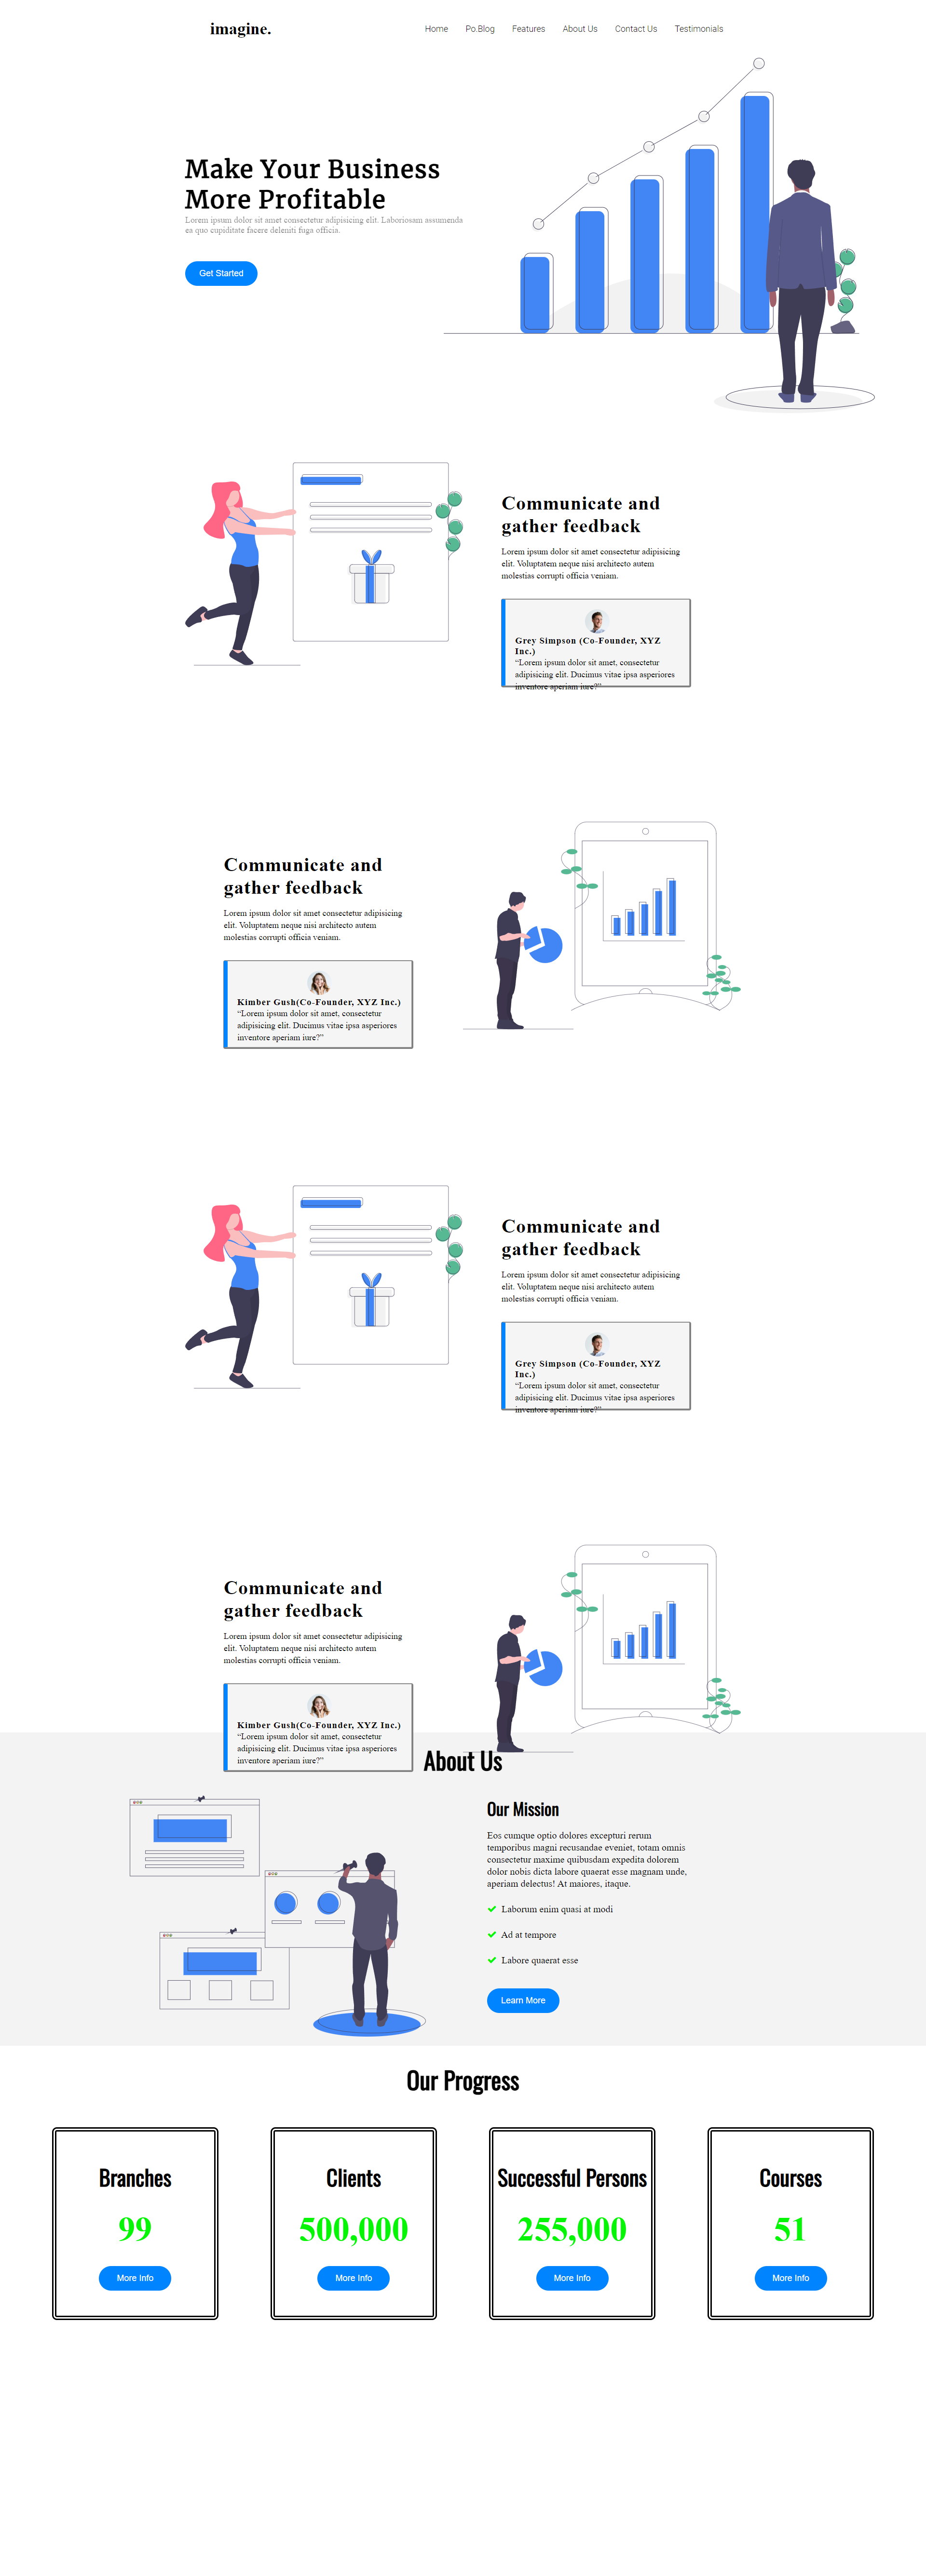 imagine.
Home Po.Blog Features About Us Contact Us Testimonials
Make Your Business
More Profitable
Lorem ipsum dolor sit amet consectetur adipisicing elit. Laboriosam assumenda
ea quo cupiditate facere deleniti fuga officia.
Get Started
Communicate and
gather feedback
Lorem ipsum dolor sit amet consectetur adipisicing
elit. Voluptatem neque nisi architecto autem
molestias corrupti officia veniam.
Grey Simpson (Co-Founder, XYZ
Inc.)
“Lorem ipsum dolor sit amet, consectetur
adipisicing elit. Ducimus vitae ipsa asperiores
inventore aperiam iure?”
Communicate and
gather feedback
Lorem ipsum dolor sit amet consectetur adipisicing
elit. Voluptatem neque nisi architecto autem
molestias corrupti officia veniam.
Kimber Gush(Co-Founder, XYZ Inc.)
“Lorem ipsum dolor sit amet, consectetur
adipisicing elit. Ducimus vitae ipsa asperiores
inventore aperiam iure?”
Communicate and
gather feedback
Lorem ipsum dolor sit amet consectetur adipisicing
elit. Voluptatem neque nisi architecto autem
molestias corrupti officia veniam.
Grey Simpson (Co-Founder, XYZ
Inc.)
“Lorem ipsum dolor sit amet, consectetur
adipisicing elit. Ducimus vitae ipsa asperiores
inventore aperiam iure?”
Communicate and
gather feedback
Lorem ipsum dolor sit amet consectetur adipisicing
elit. Voluptatem neque nisi architecto autem
molestias corrupti officia veniam.
Kimber Gush(Co-Founder, XYZ Inc.)
“Lorem ipsum dolor sit amet, consectetur
adipisicing elit. Ducimus vitae ipsa asperiores
inventore aperiam iure?”
About Us
Our Mission
Eos cumque optio dolores excepturi rerum
temporibus magni recusandae eveniet, totam omnis
consectetur maxime quibusdam expedita dolorem
dolor nobis dicta labore quaerat esse magnam unde,
aperiam delectus! At maiores, itaque.
Laborum enim quasi at modi
Ad at tempore
Labore quaerat esse
Learn More
Our Progress
Branches
99
More Info
Clients
500,000
More Info
Successful Persons
255,000
More Info
Courses
51
More Info